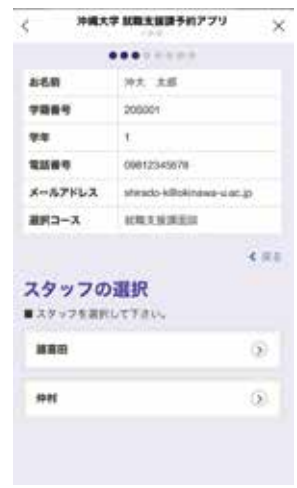 沖縄大学 就職支援課予約アプリ
お名前 沖大 太郎
学籍番号 200001
学年 1
電話番号 09812345678
メールアドレス
選択コース 就職支援課面談
戻る
スタッフの選択
■ スタッフを選択して下さい。
仲村